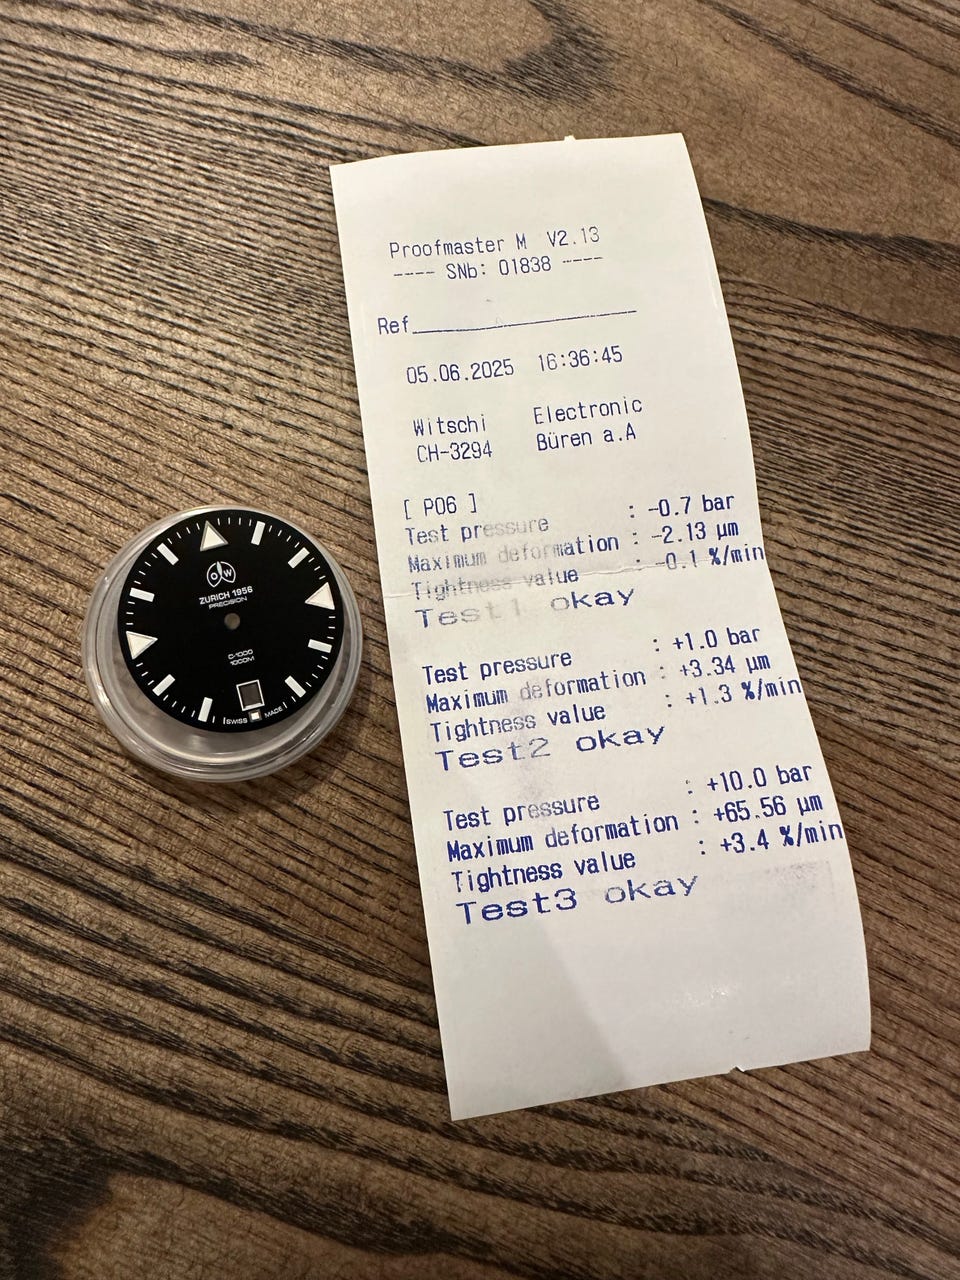 Proofmaster M V2.13
---- SNb: 01838 ----
Ref
05.06.2025 16:36:45
Witschi Electronic
CH-3294 Büren a.A
[ P06 ]
Test pressure : -0.7 bar
Maximum deformation : -2.13 µm
Tightness value : -0.1 %/min
Test1 okay
Test pressure : +1.0 bar
Maximum deformation : +3.34 µm
Tightness value : +1.3 %/min
Test2 okay
Test pressure : +10.0 bar
Maximum deformation : +65.56 µm
Tightness value : +3.4 %/min
Test3 okay
O W
ZURICH 1956
PRECISION
C-1000
1000M
SWISS MADE